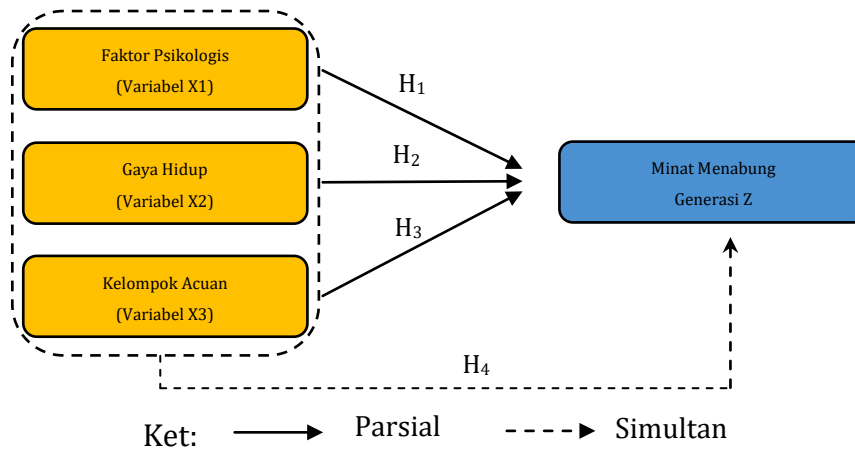 Faktor Psikologis
(Variabel X1)
Gaya Hidup
(Variabel X2)
Kelompok Acuan
(Variabel X3)
H1
H2
H3
Minat Menabung
Generasi Z
H4
Ket:
Parsial
Simultan